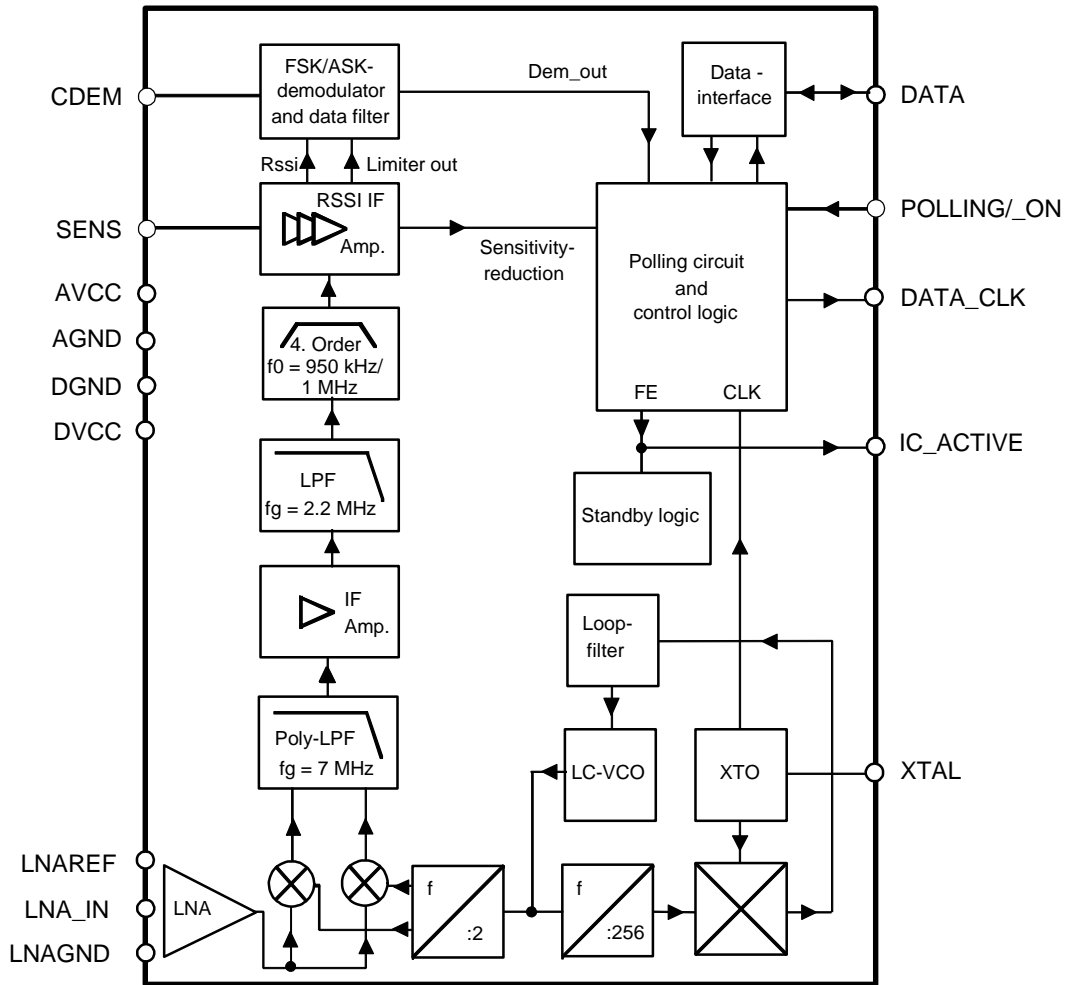 CDEM
FSK/ASK-
demodulator
and data filter
Dem_out
Data -
interface
DATA
Rssi
Limiter out
SENS
RSSI IF
Amp.
Sensitivity-
reduction
Polling circuit
and
control logic
FE
CLK
POLLING/_ON
DATA_CLK
AVCC
AGND
DGND
DVCC
4. Order
f0 = 950 kHz/
1 MHz
IC_ACTIVE
LPF
fg = 2.2 MHz
Standby logic
IF
Amp.
Loop-
filter
Poly-LPF
fg = 7 MHz
LC-VCO
XTO
XTAL
LNAREF
LNA_IN
LNAGND
LNA
f
:2
f
:256